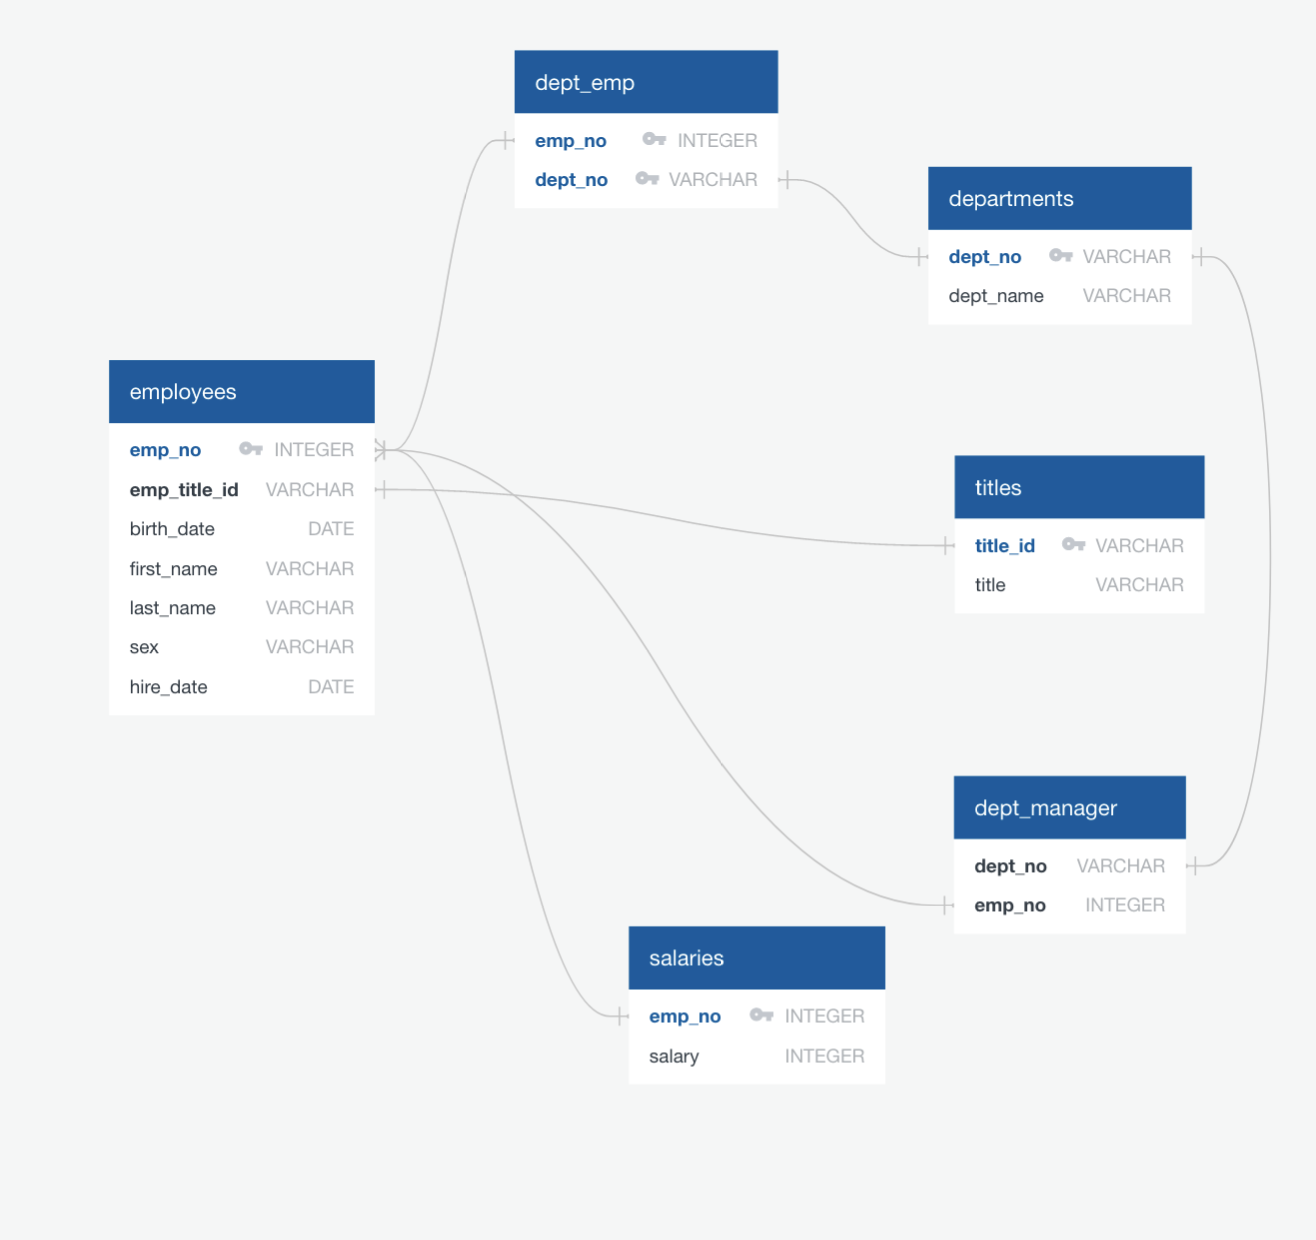 dept_emp
emp_no INTEGER
dept_no VARCHAR
departments
dept_no VARCHAR
dept_name VARCHAR
employees
emp_no INTEGER
emp_title_id VARCHAR
birth_date DATE
first_name VARCHAR
last_name VARCHAR
sex VARCHAR
hire_date DATE
titles
title_id VARCHAR
title VARCHAR
dept_manager
dept_no VARCHAR
emp_no INTEGER
salaries
emp_no INTEGER
salary INTEGER